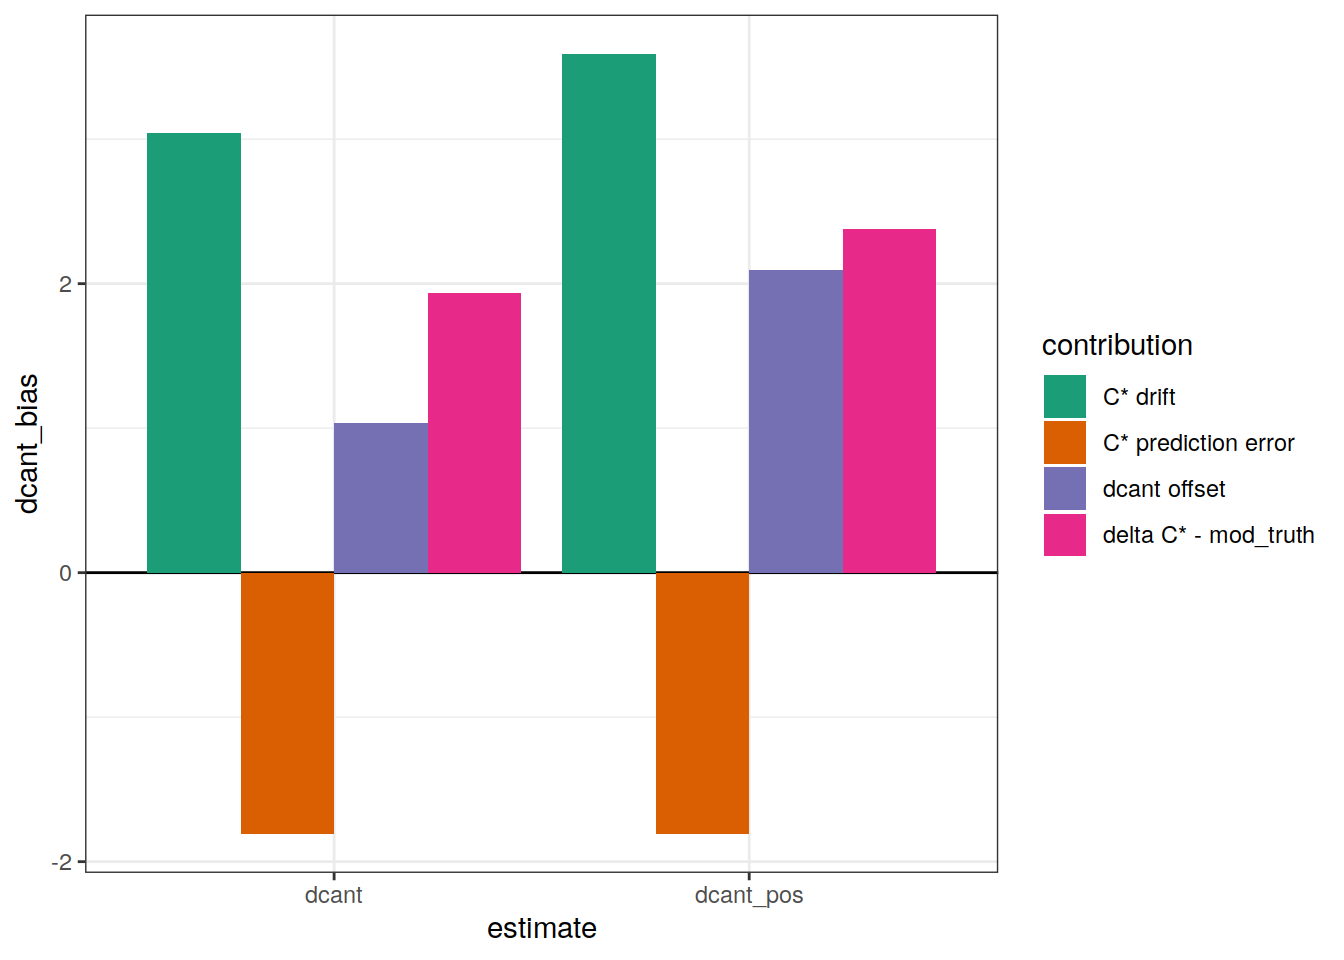 dcant_bias
2
0
-2
dcant
dcant_pos
estimate
contribution
C* drift
C* prediction error
dcant offset
delta C* - mod_truth